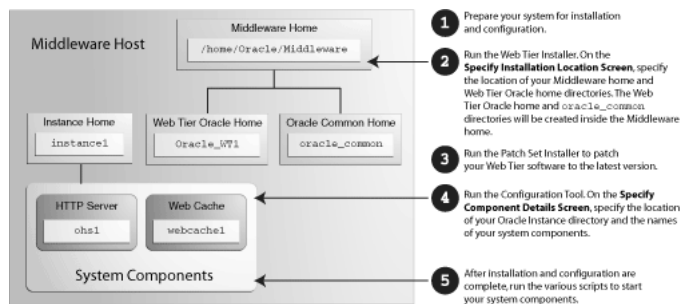 Middleware Host
Middleware Home
/home/Oracle/Middleware
Instance Home
instance1
Web Tier Oracle Home
Oracle_WT1
Oracle Common Home
oracle_common
HTTP Server
ohs1
Web Cache
webcache1
System Components
1
Prepare your system for installation
and configuration.
2
Run the Web Tier Installer. On the
Specify Installation Location Screen, specify
the location of your Middleware home and
Web Tier Oracle home directories. The Web
Tier Oracle home and oracle_common
directories will be created inside the Middleware
home.
3
Run the Patch Set Installer to patch
your Web Tier software to the latest version.
4
Run the Configuration Tool. On the Specify
Component Details Screen, specify the location
of your Oracle Instance directory and the names
of your system components.
5
After installation and configuration are
complete, run the various scripts to start
your system components.